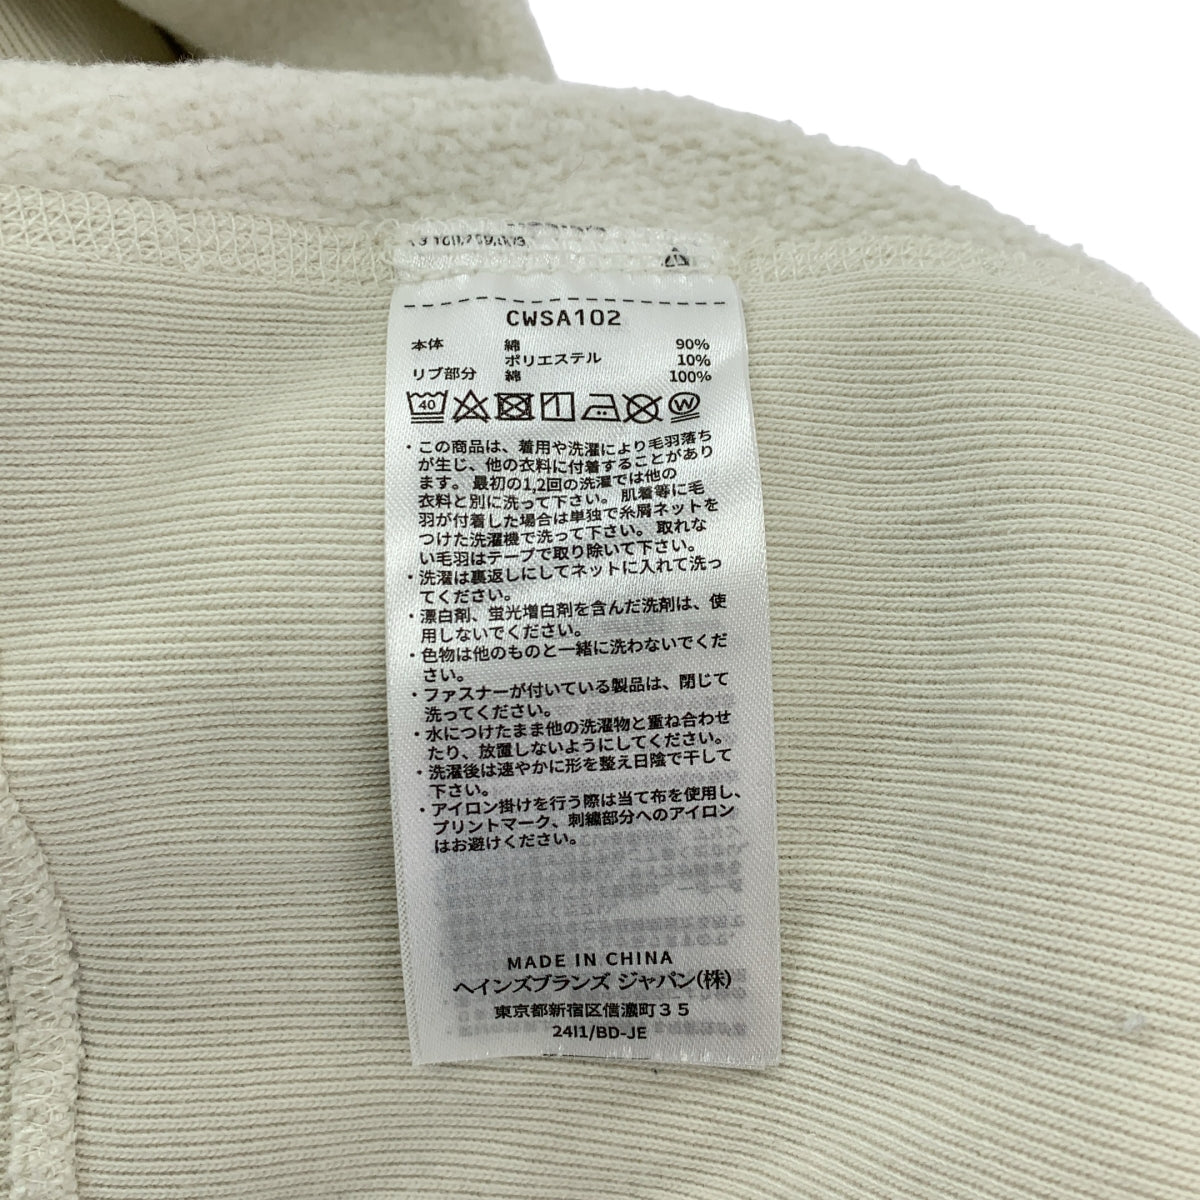 CWSA102
本体 綿 90%
ポリエステル 10%
リブ部分 綿 100%
40 W
・この商品は、着用や洗濯により毛羽落ち
が生じ、他の衣料に付着することがあり
ます。最初の1,2回の洗濯では他の
衣料と別に洗って下さい。肌着等に毛
羽が付着した場合は単独で糸屑ネットを
つけた洗濯機で洗って下さい。取れな
い毛羽はテープで取り除いて下さい。
・洗濯は裏返しにしてネットに入れて洗っ
てください。
・漂白剤、蛍光増白剤を含んだ洗剤は、使
用しないでください。
・色物は他のものと一緒に洗わないでくだ
さい。
・ファスナーが付いている製品は、閉じて
洗ってください。
・水につけたまま他の洗濯物と重ね合わせ
たり、放置しないようにしてください。
・洗濯後は速やかに形を整え日陰で干して
下さい。
・アイロン掛けを行う際は当て布を使用し、
プリントマーク、刺繍部分へのアイロン
はお避けください。
MADE IN CHINA
ヘインズブランズ ジャパン(株)
東京都新宿区信濃町35
24I1/BD-JE